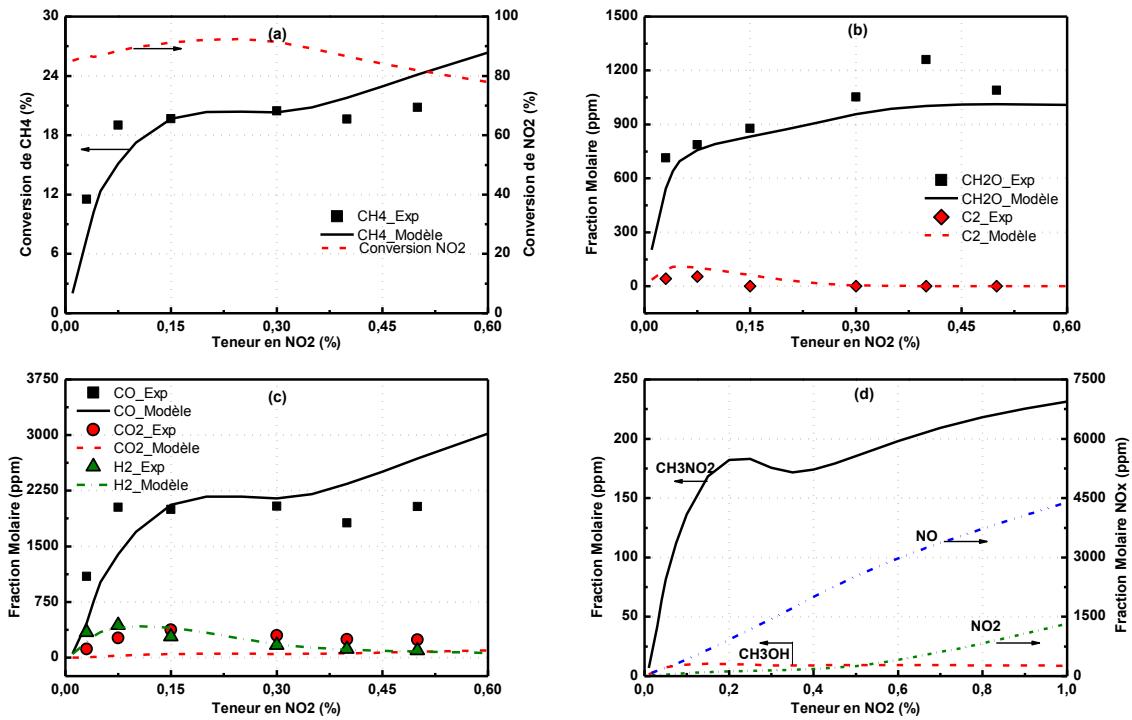 (a)
30
24
18
12
6
0
Conversion de CH4 (%)
100
80
60
40
20
0
Conversion de NO2 (%)
CH4_Exp
CH4_Modèle
Conversion NO2
0,00 0,15 0,30 0,45 0,60
Teneur en NO2 (%)
(b)
1500
1200
900
600
300
0
Fraction Molaire (ppm)
CH2O_Exp
CH2O_Modèle
C2_Exp
C2_Modèle
0,00 0,15 0,30 0,45 0,60
Teneur en NO2 (%)
(c)
3750
3000
2250
1500
750
0
Fraction Molaire (ppm)
CO_Exp
CO_Modèle
CO2_Exp
CO2_Modèle
H2_Exp
H2_Modèle
0,00 0,15 0,30 0,45 0,60
Teneur en NO2 (%)
(d)
250
200
150
100
50
0
Fraction Molaire (ppm)
7500
6000
4500
3000
1500
0
Fraction Molaire NOx (ppm)
CH3NO2
NO
CH3OH
NO2
0,0 0,2 0,4 0,6 0,8 1,0
Teneur en NO2 (%)